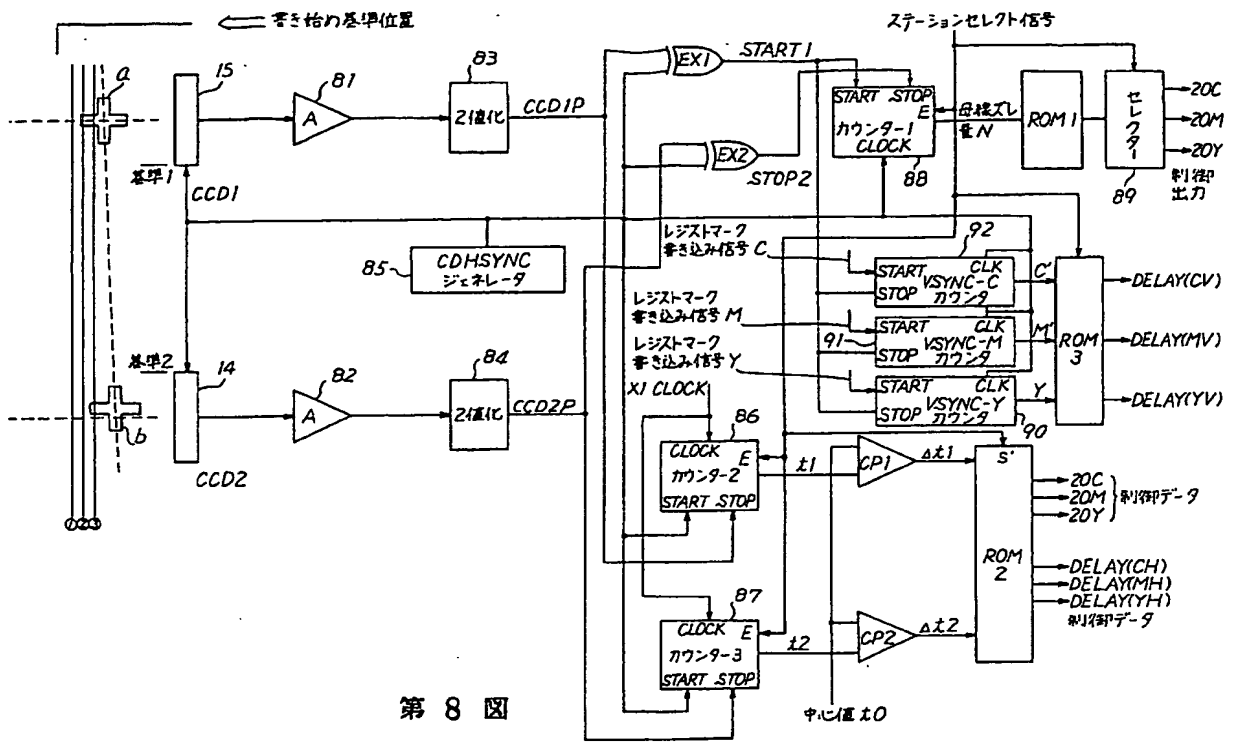 書き始め基準位置
a
15
81
A
83
2値化
CCD1P
基準1
CCD1
EX1
START1
EX2
STOP2
ステーションセレクト信号
START STOP
E
カウンター1
CLOCK
88
母線ズレ
量N
ROM1
セレクター
89
20C
20M
20Y
制御
出力
85
CDHSYNC
ジェネレータ
レジストマーク
書き込み信号C
92
START CLK
VSYNC-C
STOP カウンタ
C'
レジストマーク
書き込み信号M
91
START CLK
VSYNC-M
STOP カウンタ
M'
レジストマーク
書き込み信号Y
START CLK
VSYNC-Y
STOP カウンタ
90
Y
ROM
3
DELAY(CV)
DELAY(MV)
DELAY(YV)
基準2
14
b
CCD2
82
A
84
2値化
CCD2P
①②③
X1 CLOCK
86
CLOCK E
カウンター2
START STOP
t1
CP1
Δt1
87
CLOCK E
カウンター3
START STOP
t2
CP2
Δt2
中心値 t0
S'
ROM
2
20C
20M
20Y
制御データ
DELAY(CH)
DELAY(MH)
DELAY(YH)
制御データ
第 8 図